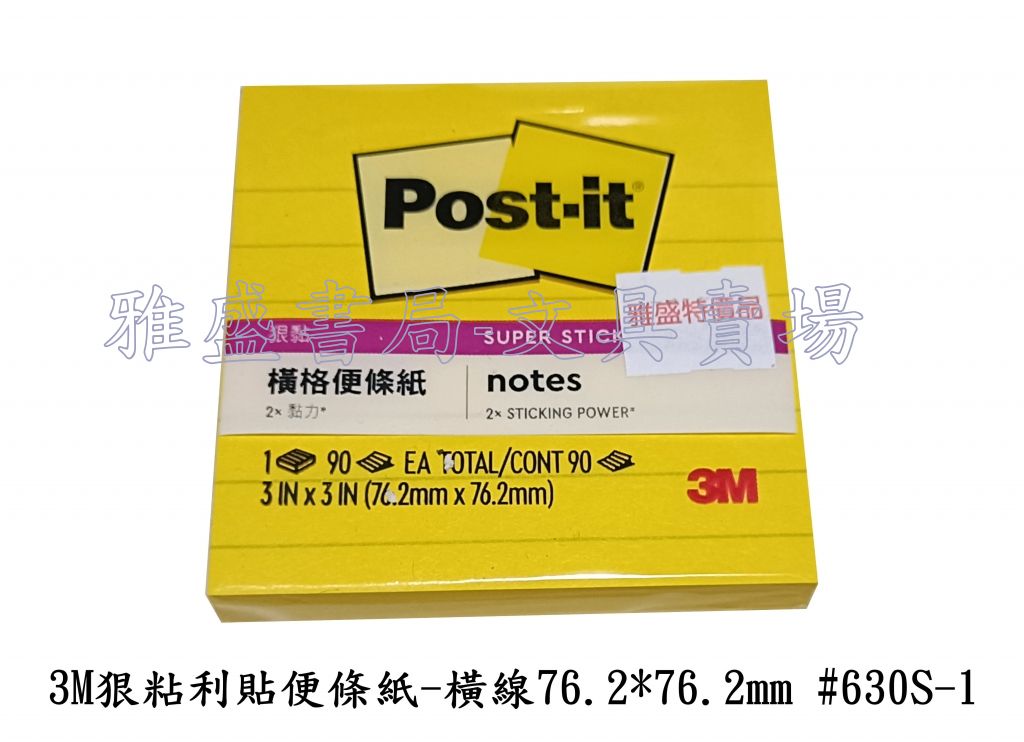 Post-it®
雅盛特價品
雅盛書局文具賣場
狠黏 SUPER STIC
橫格便條紙 notes
2x 黏力* 2x STICKING POWER*
1 90 EA TOTAL/CONT 90
3 IN x 3 IN (76.2mm x 76.2mm)
3M
3M狠粘利貼便條紙-橫線76.2*76.2mm #630S-1